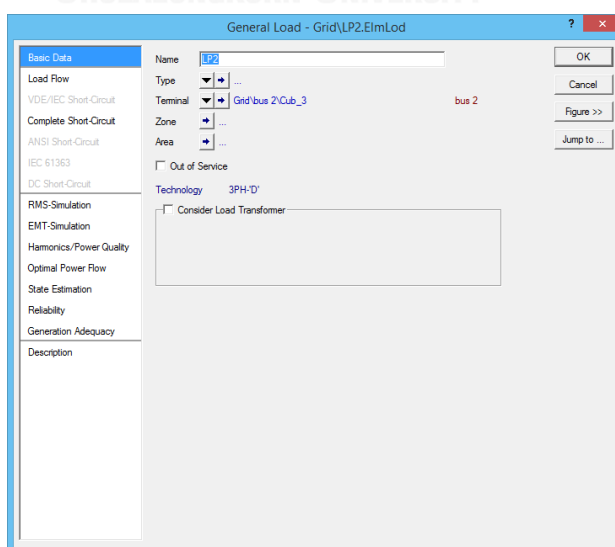 General Load - Grid\LP2.ElmLod ? ×
Basic Data
Load Flow
VDE/IEC Short-Circuit
Complete Short-Circuit
ANSI Short-Circuit
IEC 61363
DC Short-Circuit
RMS-Simulation
EMT-Simulation
Harmonics/Power Quality
Optimal Power Flow
State Estimation
Reliability
Generation Adequacy
Description
Name LP2
Type ...
Terminal Grid\bus 2\Cub_3 bus 2
Zone ...
Area ...
Out of Service
Technology 3PH-'D'
Consider Load Transformer
OK
Cancel
Figure >>
Jump to ...